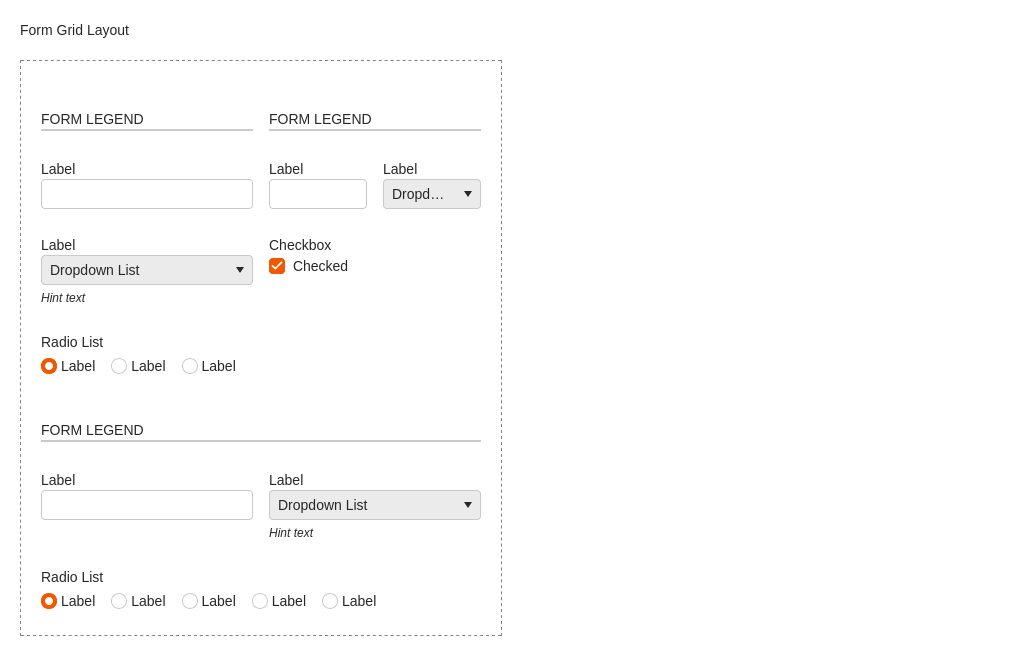 Form Grid Layout
FORM LEGEND FORM LEGEND
Label Label Label
Dropd…
Label Checkbox
Dropdown List Checked
Hint text
Radio List
Label Label Label
FORM LEGEND
Label Label
Dropdown List
Hint text
Radio List
Label Label Label Label Label